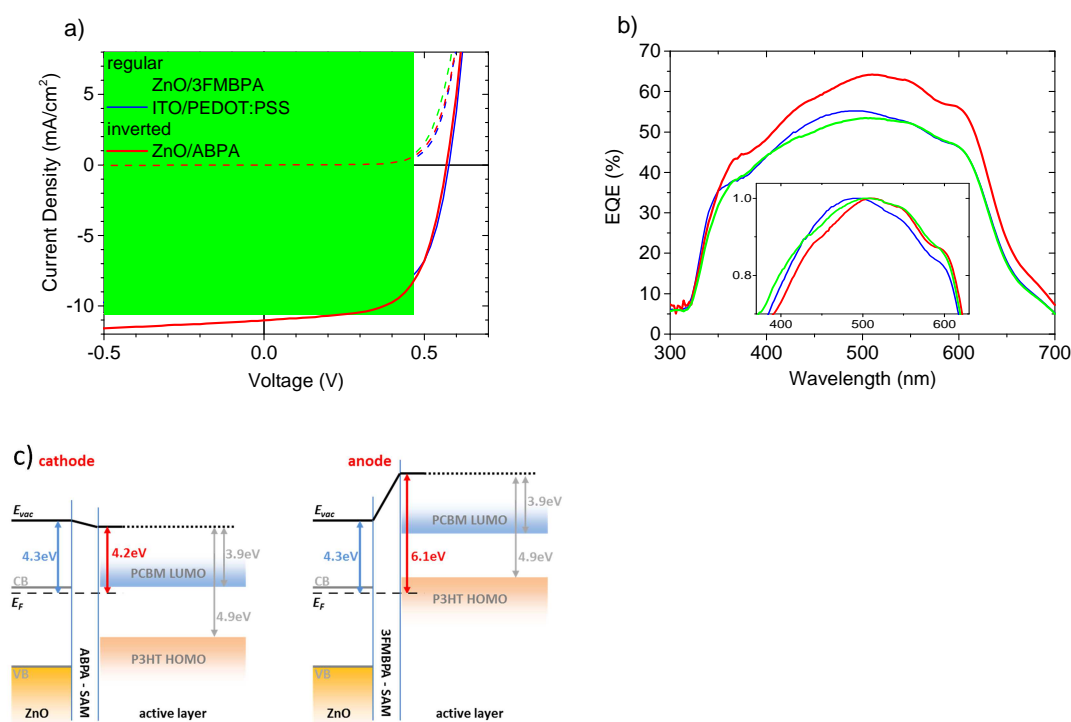 a)
Current Density (mA/cm²)
5
0
-5
-10
-0.5
0.0
0.5
Voltage (V)
regular
ZnO/3FMBPA
ITO/PEDOT:PSS
inverted
ZnO/ABPA
b)
EQE (%)
70
60
50
40
30
20
10
0
300
400
500
600
700
Wavelength (nm)
1.0
0.8
400
500
600
c)
cathode
Evac
4.3eV
4.2eV
3.9eV
PCBM LUMO
CB
EF
4.9eV
P3HT HOMO
VB
ABPA - SAM
ZnO
active layer
anode
Evac
4.3eV
6.1eV
3.9eV
PCBM LUMO
4.9eV
CB
EF
P3HT HOMO
VB
3FMBPA - SAM
ZnO
active layer